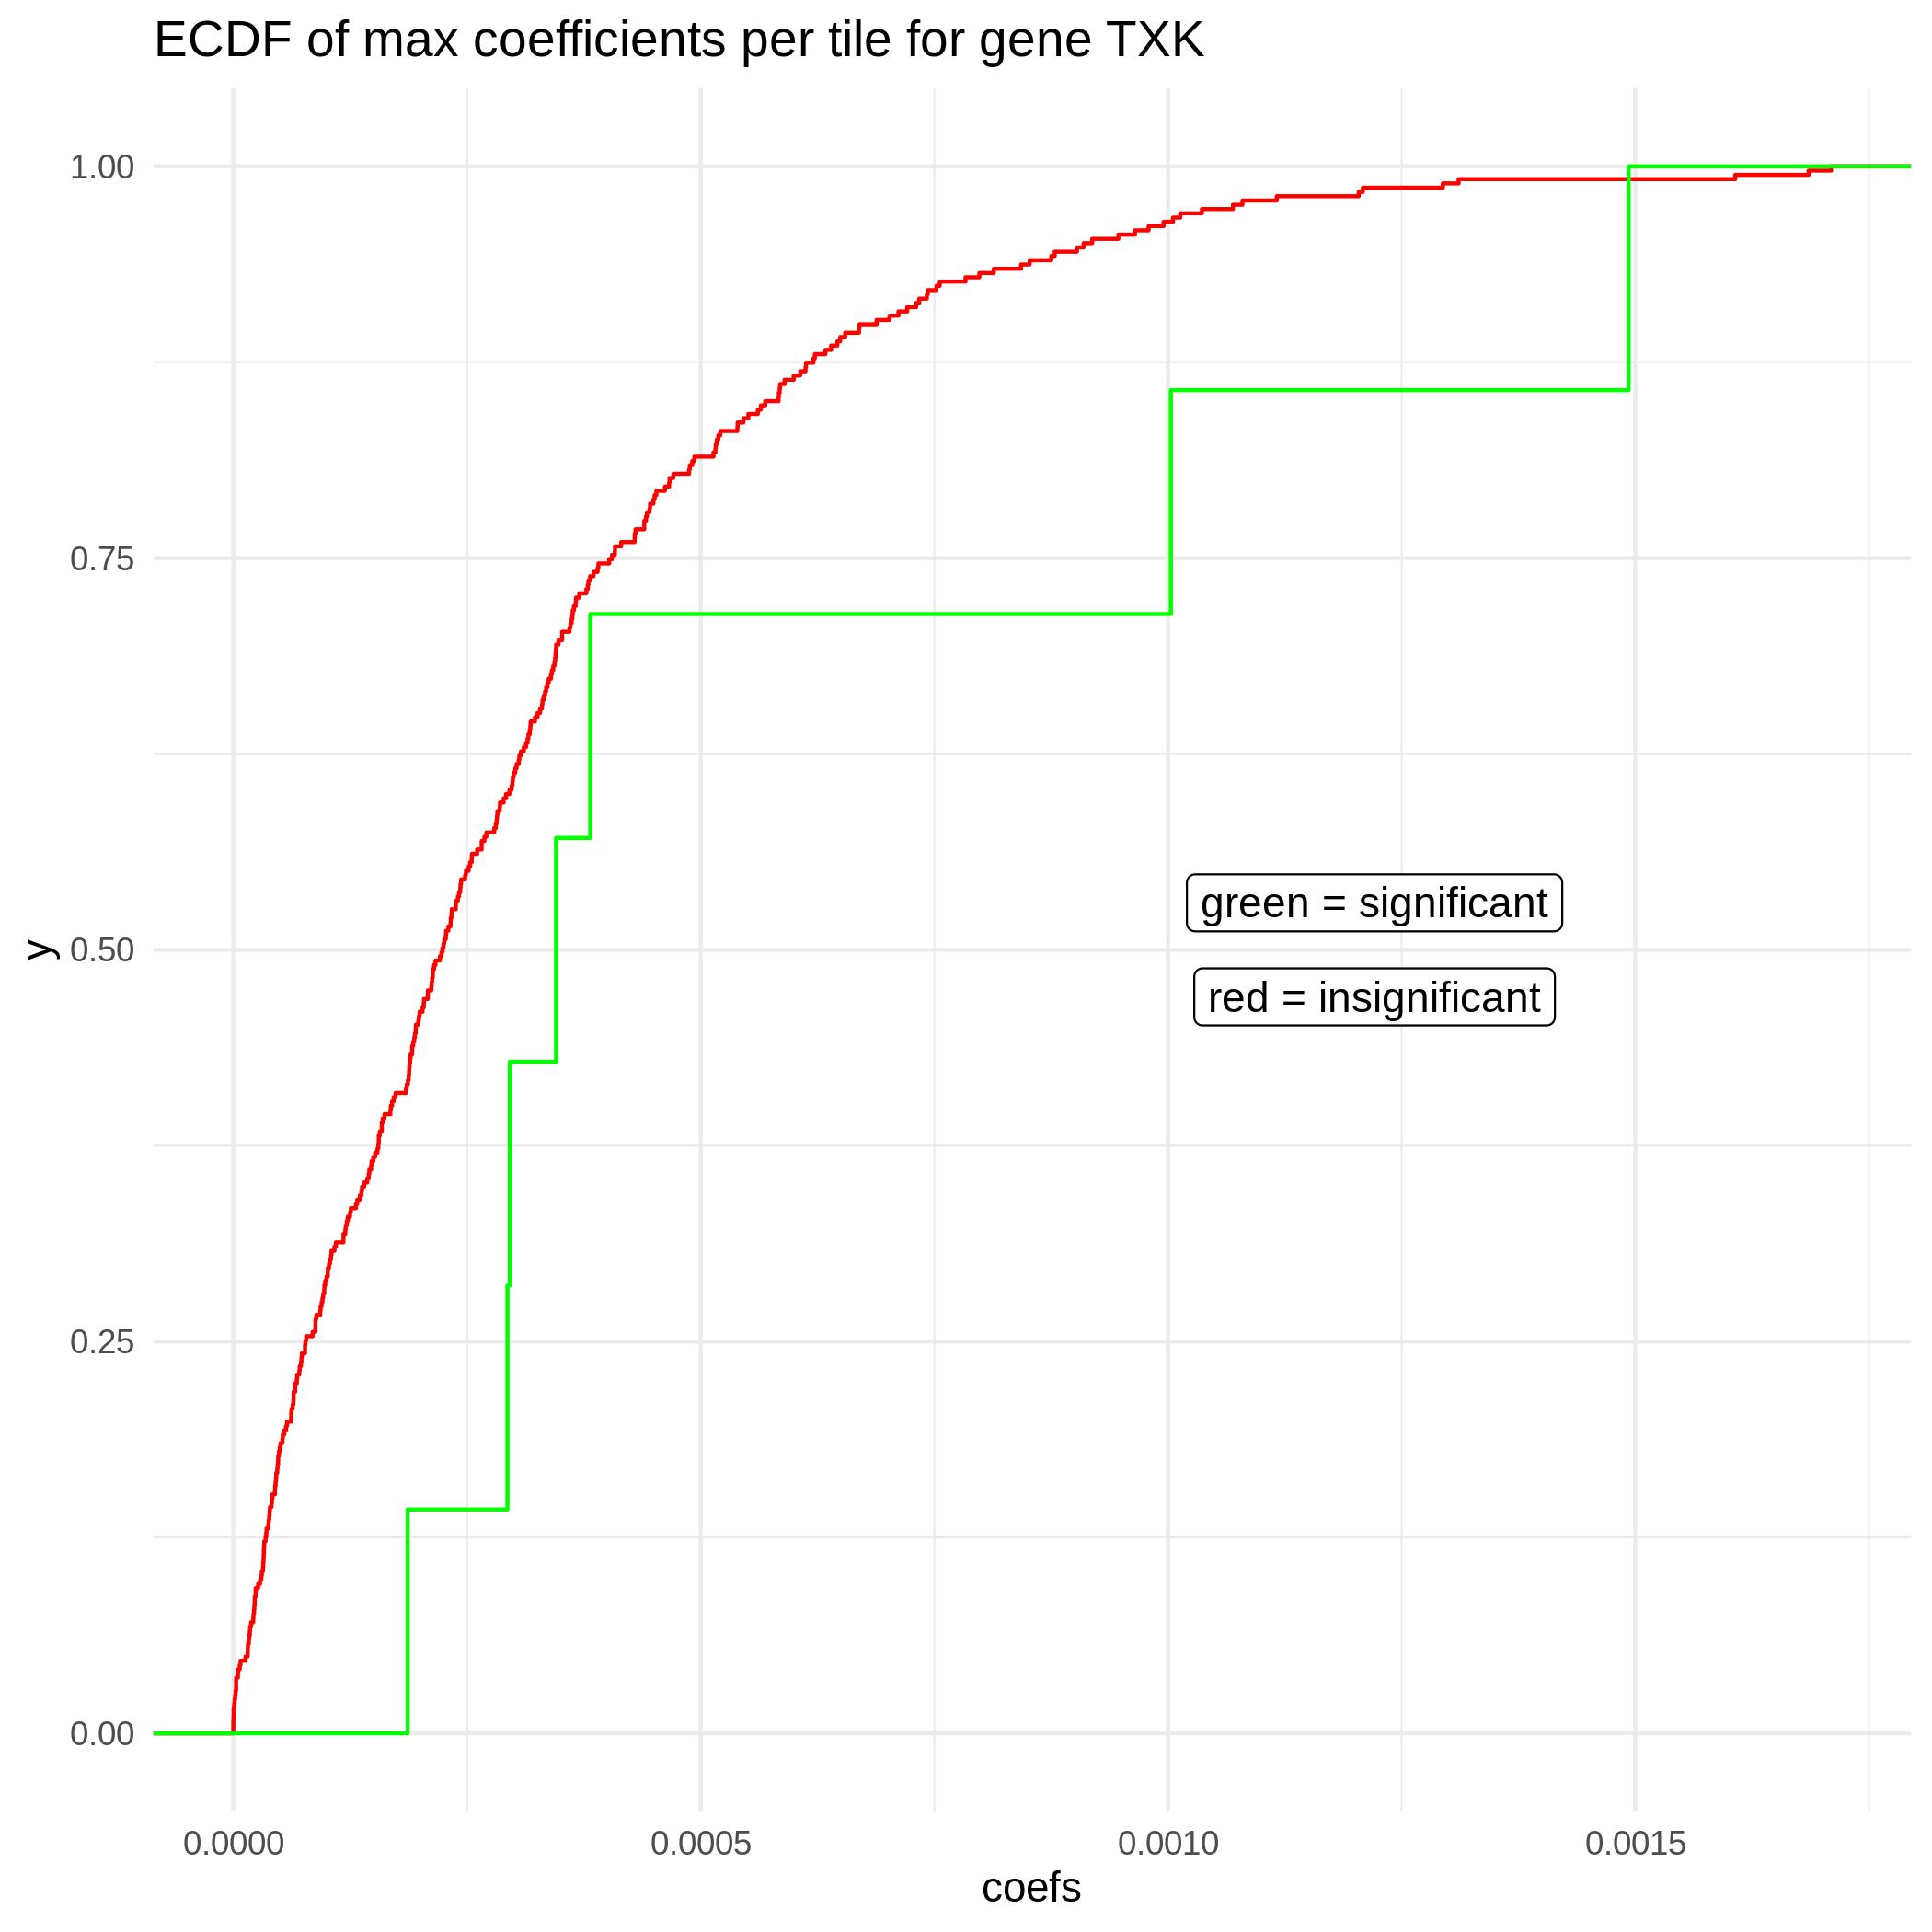 ECDF of max coefficients per tile for gene TXK
1.00
0.75
0.50
0.25
0.00
y
green = significant
red = insignificant
0.0000
0.0005
0.0010
0.0015
coefs